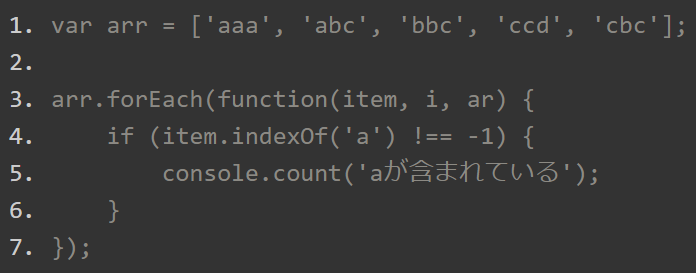 1. var arr = ['aaa', 'abc', 'bbc', 'ccd', 'cbc'];
2.
3. arr.forEach(function(item, i, ar) {
4.     if (item.indexOf('a') !== -1) {
5.         console.count('aが含まれている');
6.     }
7. });